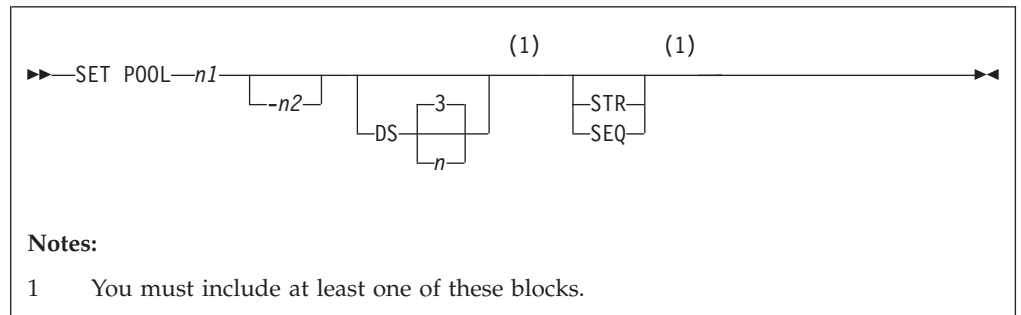 (1) (1)
SET POOL n1 3 STR
-n2 DS SEQ
n
Notes:
1 You must include at least one of these blocks.